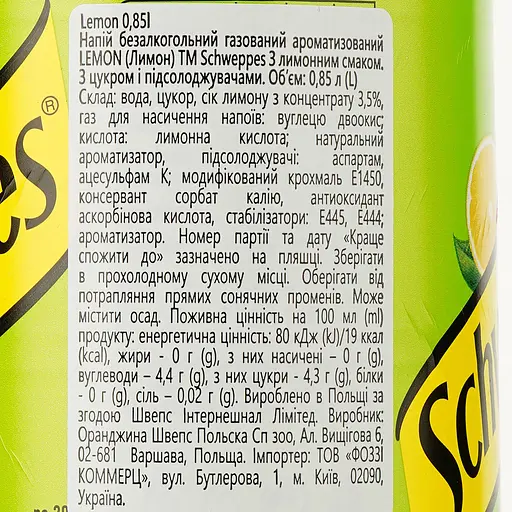 Lemon 0,85l
Напій безалкогольний газований ароматизований
LEMON (Лимон) ТМ Schweppes З лимонним смаком.
З цукром і підсолоджувачами. Об'єм: 0,85 л (L)
Склад: вода, цукор, сік лимону з концентрату 3,5%,
газ для насичення напоїв: вуглецю двоокис;
кислота: лимонна кислота; натуральний
ароматизатор, підсолоджувачі: аспартам,
ацесульфам К; модифікований крохмаль Е1450,
консервант сорбат калію, антиоксидант
аскорбінова кислота, стабілізатори: Е445, Е444;
ароматизатор. Номер партії та дату «Краще
спожити до» зазначено на пляшці. Зберігати
в прохолодному сухому місці. Оберігати від
потрапляння прямих сонячних променів. Може
містити осад. Поживна цінність на 100 мл (ml)
продукту: енергетична цінність: 80 кДж (kJ)/19 ккал
(kcal), жири - 0 г (g), з них насичені – 0 г (g),
вуглеводи – 4,4 г (g), з них цукри - 4,3 г (g), білки
- 0 г (g), сіль – 0,02 г (g). Вироблено в Польщі за
згодою Швепс Інтернешнал Лімітед. Виробник:
Оранджина Швепс Польска Сп зоо, Ал. Вищігова 6,
02-681 Варшава, Польща. Імпортер: ТОВ «ФОЗЗІ
КОММЕРЦ», вул. Бутлерова, 1, м. Київ, 02090,
Україна.
es®
Sch